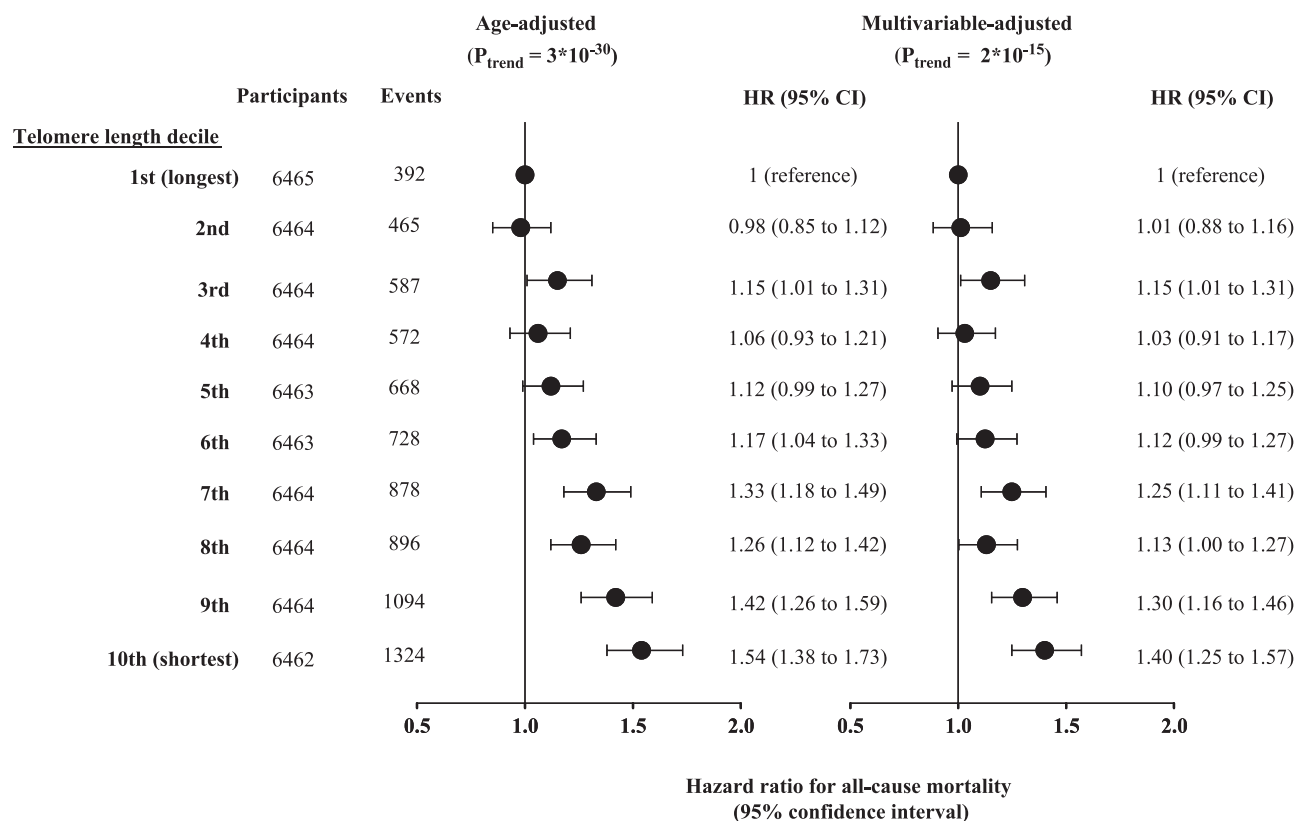 Age-adjusted Multivariable-adjusted
(P_trend = 3*10^-30) (P_trend = 2*10^-15)
Participants Events HR (95% CI) HR (95% CI)
Telomere length decile
1st (longest) 6465 392 1 (reference) 1 (reference)
2nd 6464 465 0.98 (0.85 to 1.12) 1.01 (0.88 to 1.16)
3rd 6464 587 1.15 (1.01 to 1.31) 1.15 (1.01 to 1.31)
4th 6464 572 1.06 (0.93 to 1.21) 1.03 (0.91 to 1.17)
5th 6463 668 1.12 (0.99 to 1.27) 1.10 (0.97 to 1.25)
6th 6463 728 1.17 (1.04 to 1.33) 1.12 (0.99 to 1.27)
7th 6464 878 1.33 (1.18 to 1.49) 1.25 (1.11 to 1.41)
8th 6464 896 1.26 (1.12 to 1.42) 1.13 (1.00 to 1.27)
9th 6464 1094 1.42 (1.26 to 1.59) 1.30 (1.16 to 1.46)
10th (shortest) 6462 1324 1.54 (1.38 to 1.73) 1.40 (1.25 to 1.57)
0.5 1.0 1.5 2.0 0.5 1.0 1.5 2.0
Hazard ratio for all-cause mortality
(95% confidence interval)